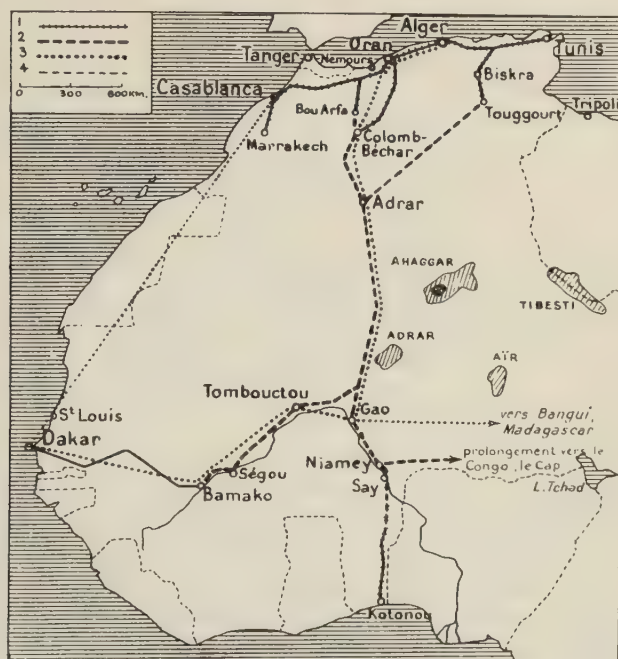 1
2
3
4
0 300 600 KM.
Alger
Oran
Tanger
Nemours
Tunis
Casablanca
Biskra
Bou Arfa
Tripoli
Touggourt
Marrakech
Colomb-
Béchar
Adrar
AHAGGAR
TIBESTI
ADRAR
AÏR
Tombouctou
St Louis
Gao
vers Bangui,
Madagascar
Dakar
Niamey
prolongement vers le
Congo, le Cap
Ségou
Say
L. Tchad
Bamako
Kotonou